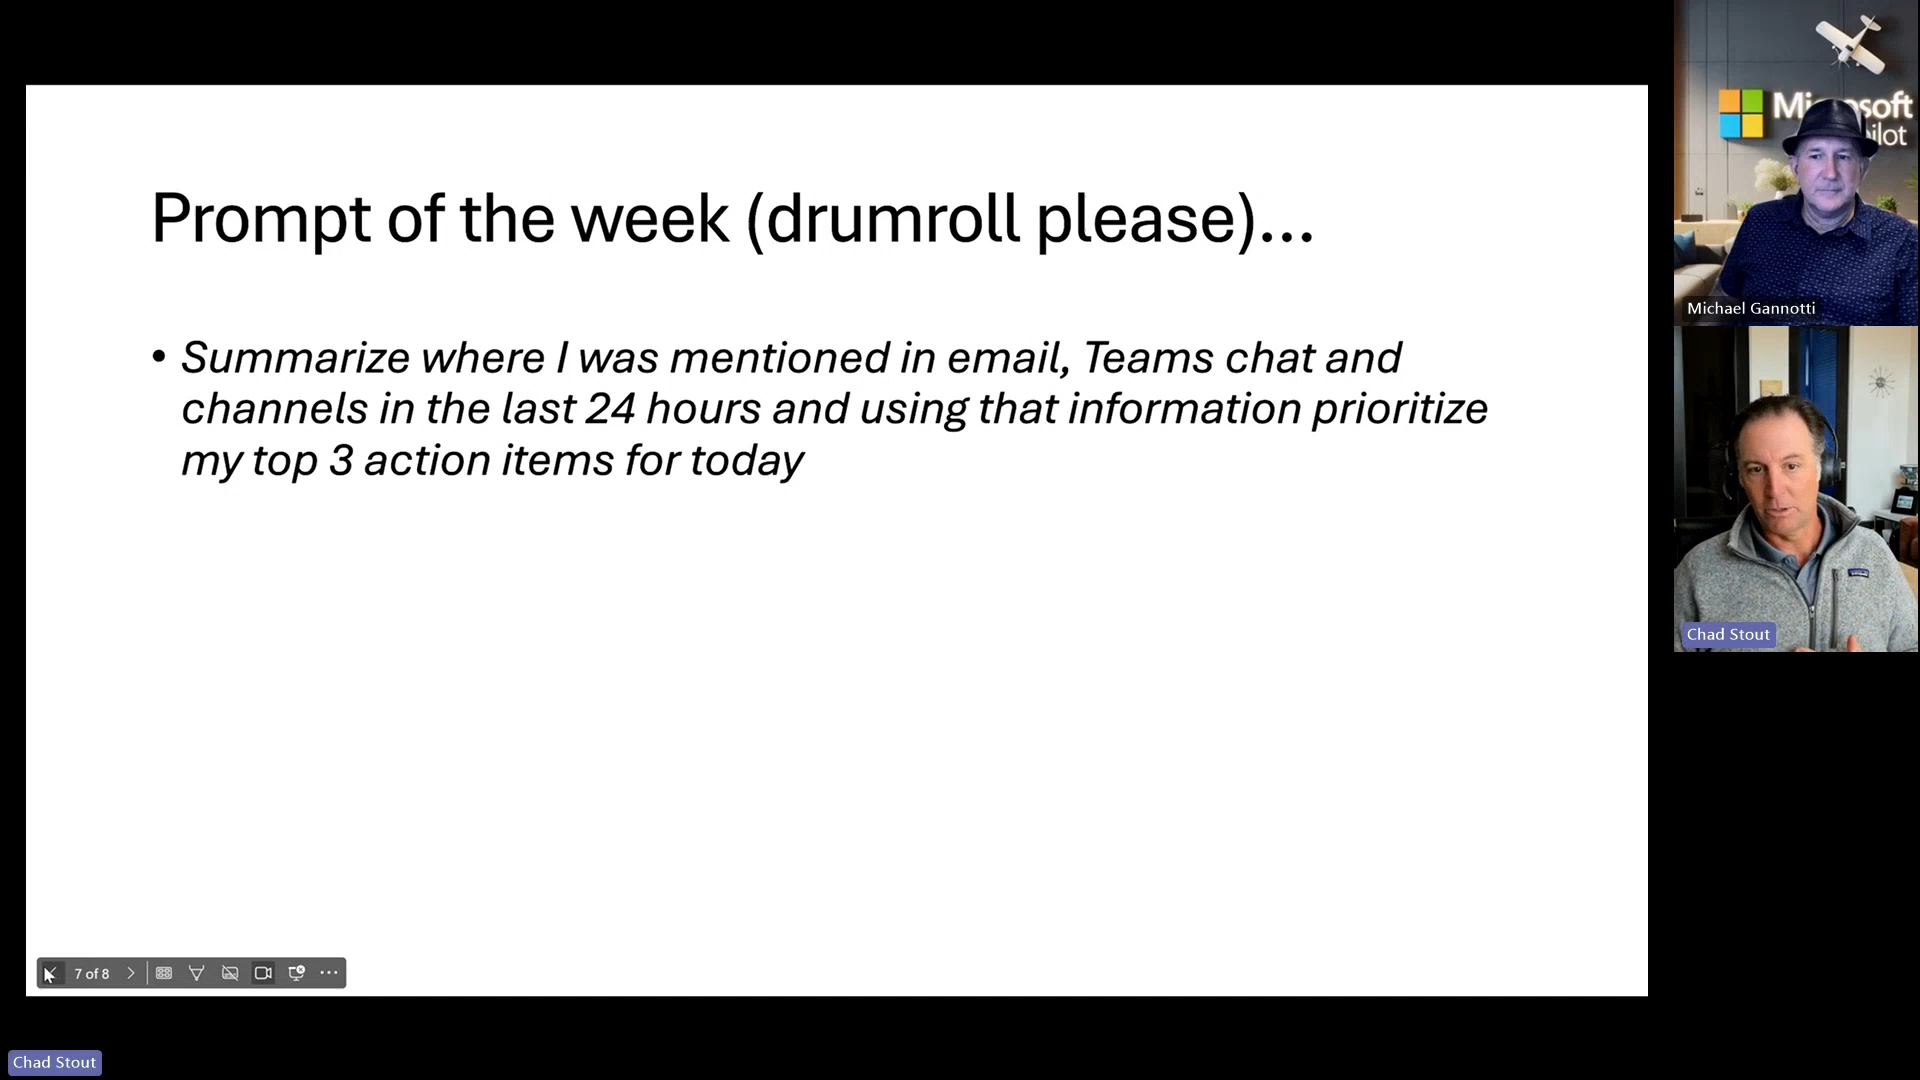 Prompt of the week (drumroll please)...
• Summarize where I was mentioned in email, Teams chat and
channels in the last 24 hours and using that information prioritize
my top 3 action items for today
7 of 8
Chad Stout
Michael Gannotti
Chad Stout